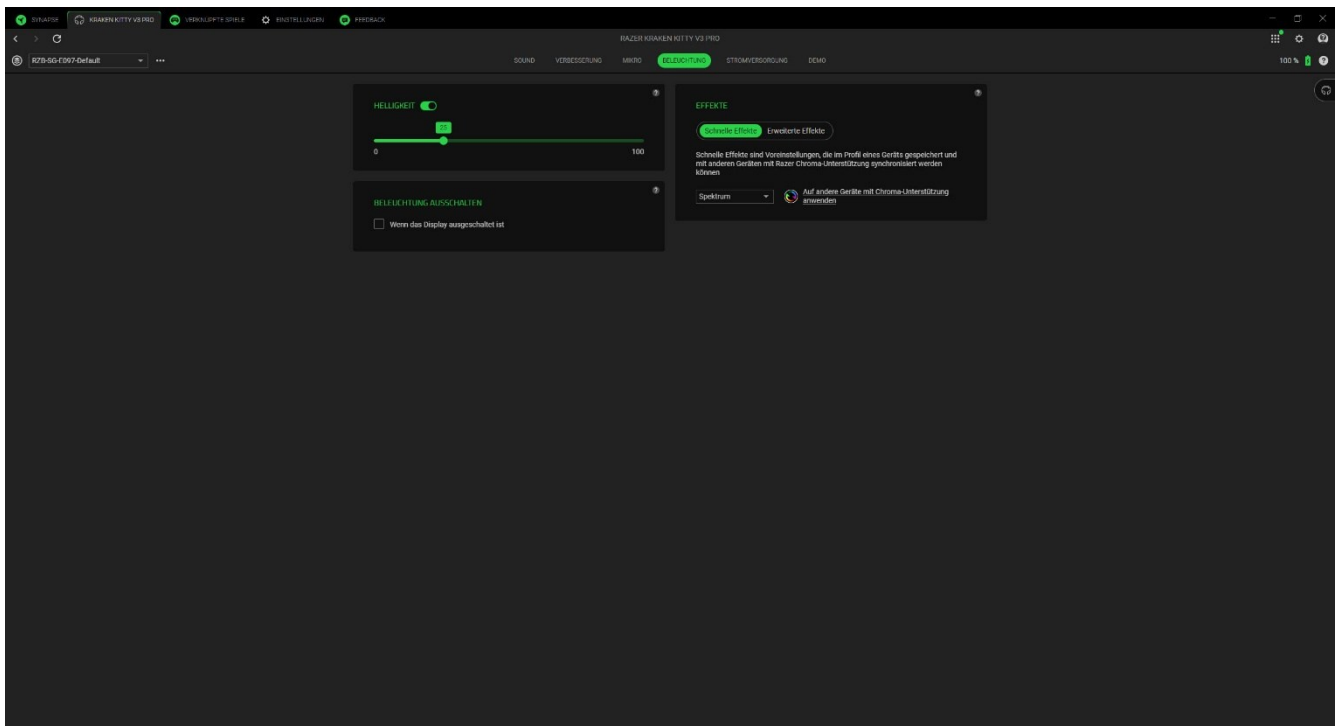 SYNAPSE KRAKEN KITTY V3 PRO VERKNÜPFTE SPIELE EINSTELLUNGEN FEEDBACK
RAZER KRAKEN KITTY V3 PRO
RZB-SG-F097-Default SOUND VERBESSERUNG MIKRO BELEUCHTUNG STROMVERSORGUNG DEMO 100 %
HELLIGKEIT
0 100
BELEUCHTUNG AUSSCHALTEN
Wenn das Display ausgeschaltet ist
EFFEKTE
Schnelle Effekte Erweiterte Effekte
Schnelle Effekte sind Voreinstellungen, die im Profil eines Geräts gespeichert und
mit anderen Geräten mit Razer Chroma-Unterstützung synchronisiert werden
können
Spektrum Auf andere Geräte mit Chroma-Unterstützung
anwenden